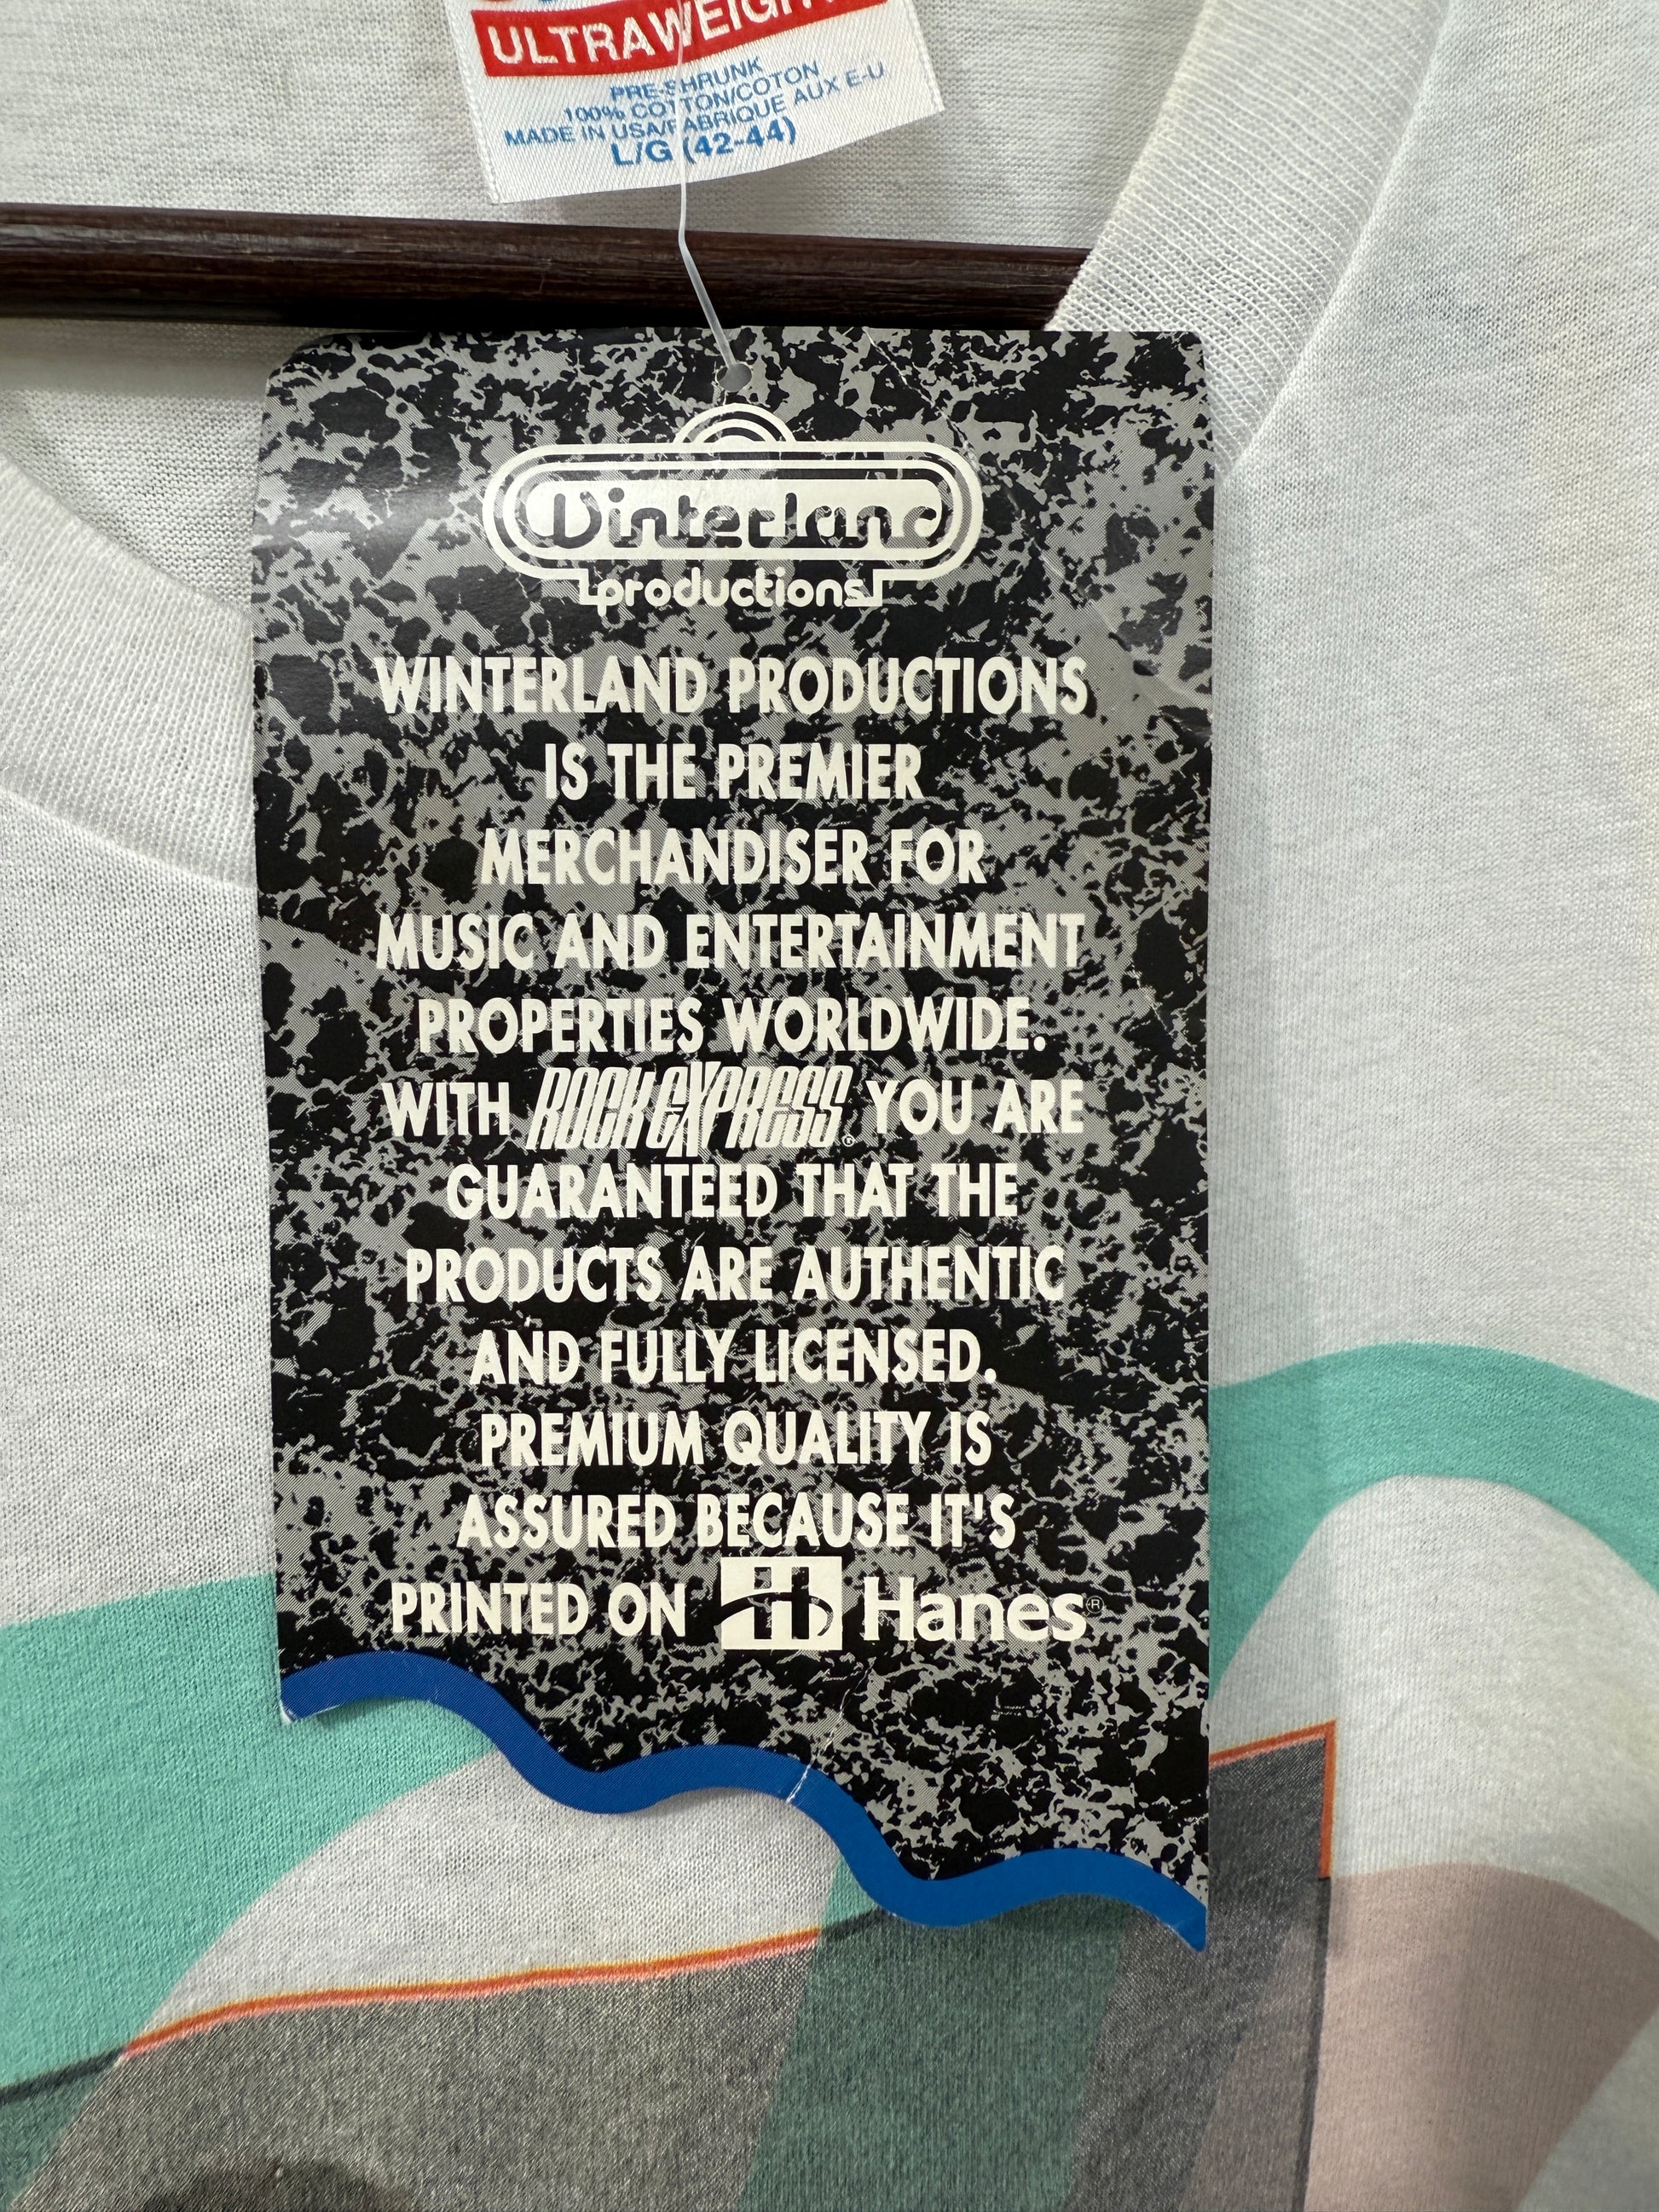 ULTRAWEIGHT
PRE-SHRUNK
100% COTTON/COTON
MADE IN USA/FABRIQUE AUX E-U
L/G (42-44)
Winterland
productions
WINTERLAND PRODUCTIONS
IS THE PREMIER
MERCHANDISER FOR
MUSIC AND ENTERTAINMENT
PROPERTIES WORLDWIDE.
WITH ROCK EXPRESS® YOU ARE
GUARANTEED THAT THE
PRODUCTS ARE AUTHENTIC
AND FULLY LICENSED.
PREMIUM QUALITY IS
ASSURED BECAUSE IT'S
PRINTED ON H Hanes®